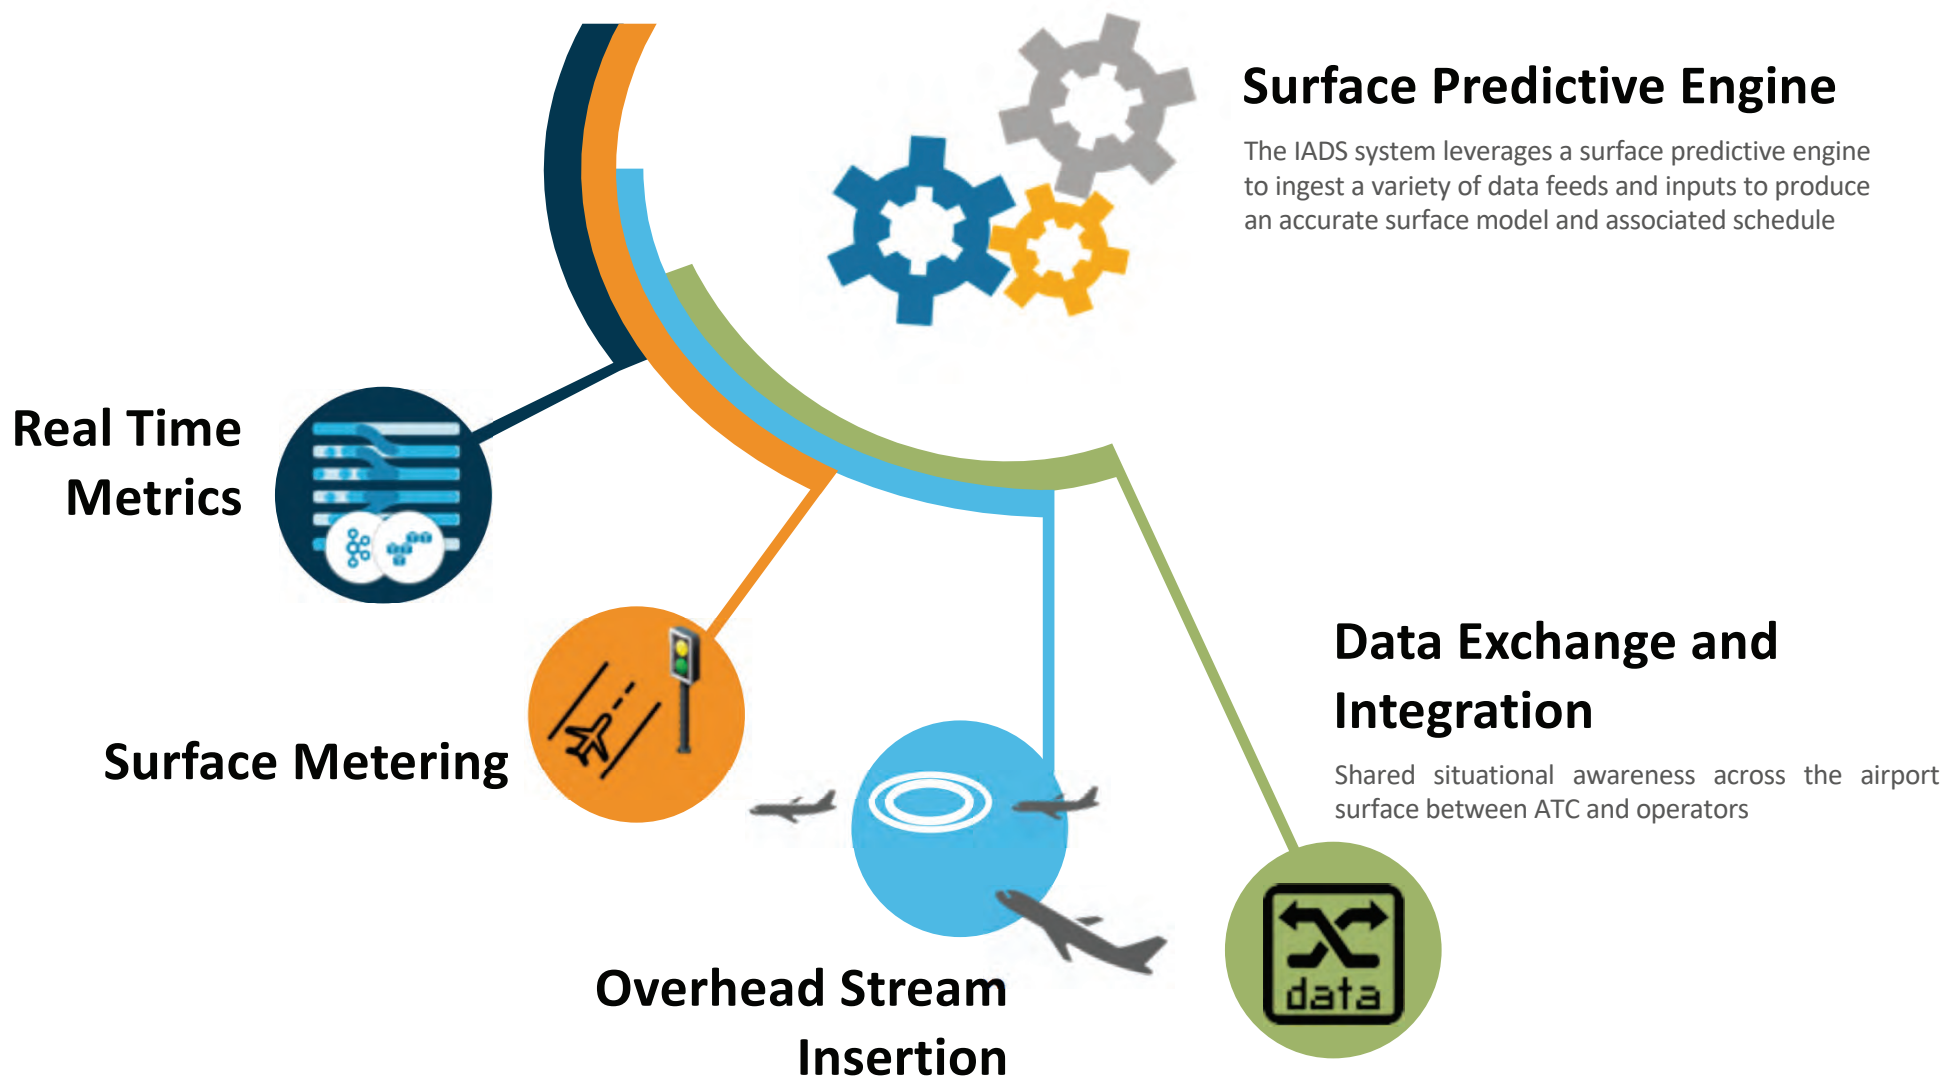 Surface Predictive Engine
The IADS system leverages a surface predictive engine
to ingest a variety of data feeds and inputs to produce
an accurate surface model and associated schedule
Real Time
Metrics
Surface Metering
Overhead Stream
Insertion
Data Exchange and
Integration
Shared situational awareness across the airport
surface between ATC and operators
data